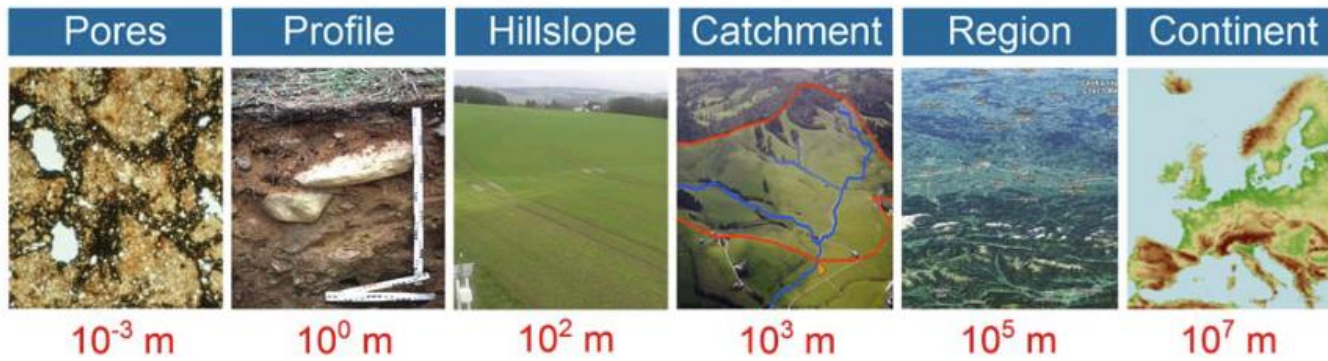 Pores Profile Hillslope Catchment Region Continent
10⁻³ m 10⁰ m 10² m 10³ m 10⁵ m 10⁷ m